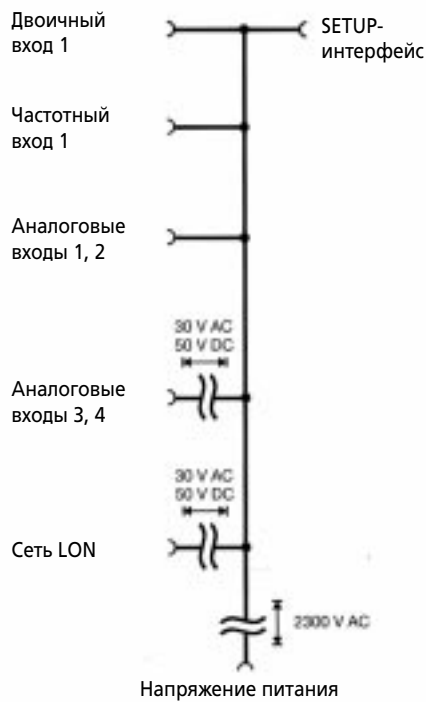 Двоичный
вход 1
SETUP-
интерфейс
Частотный
вход 1
Аналоговые
входы 1, 2
30 V AC
50 V DC
Аналоговые
входы 3, 4
30 V AC
50 V DC
Сеть LON
2300 V AC
Напряжение питания